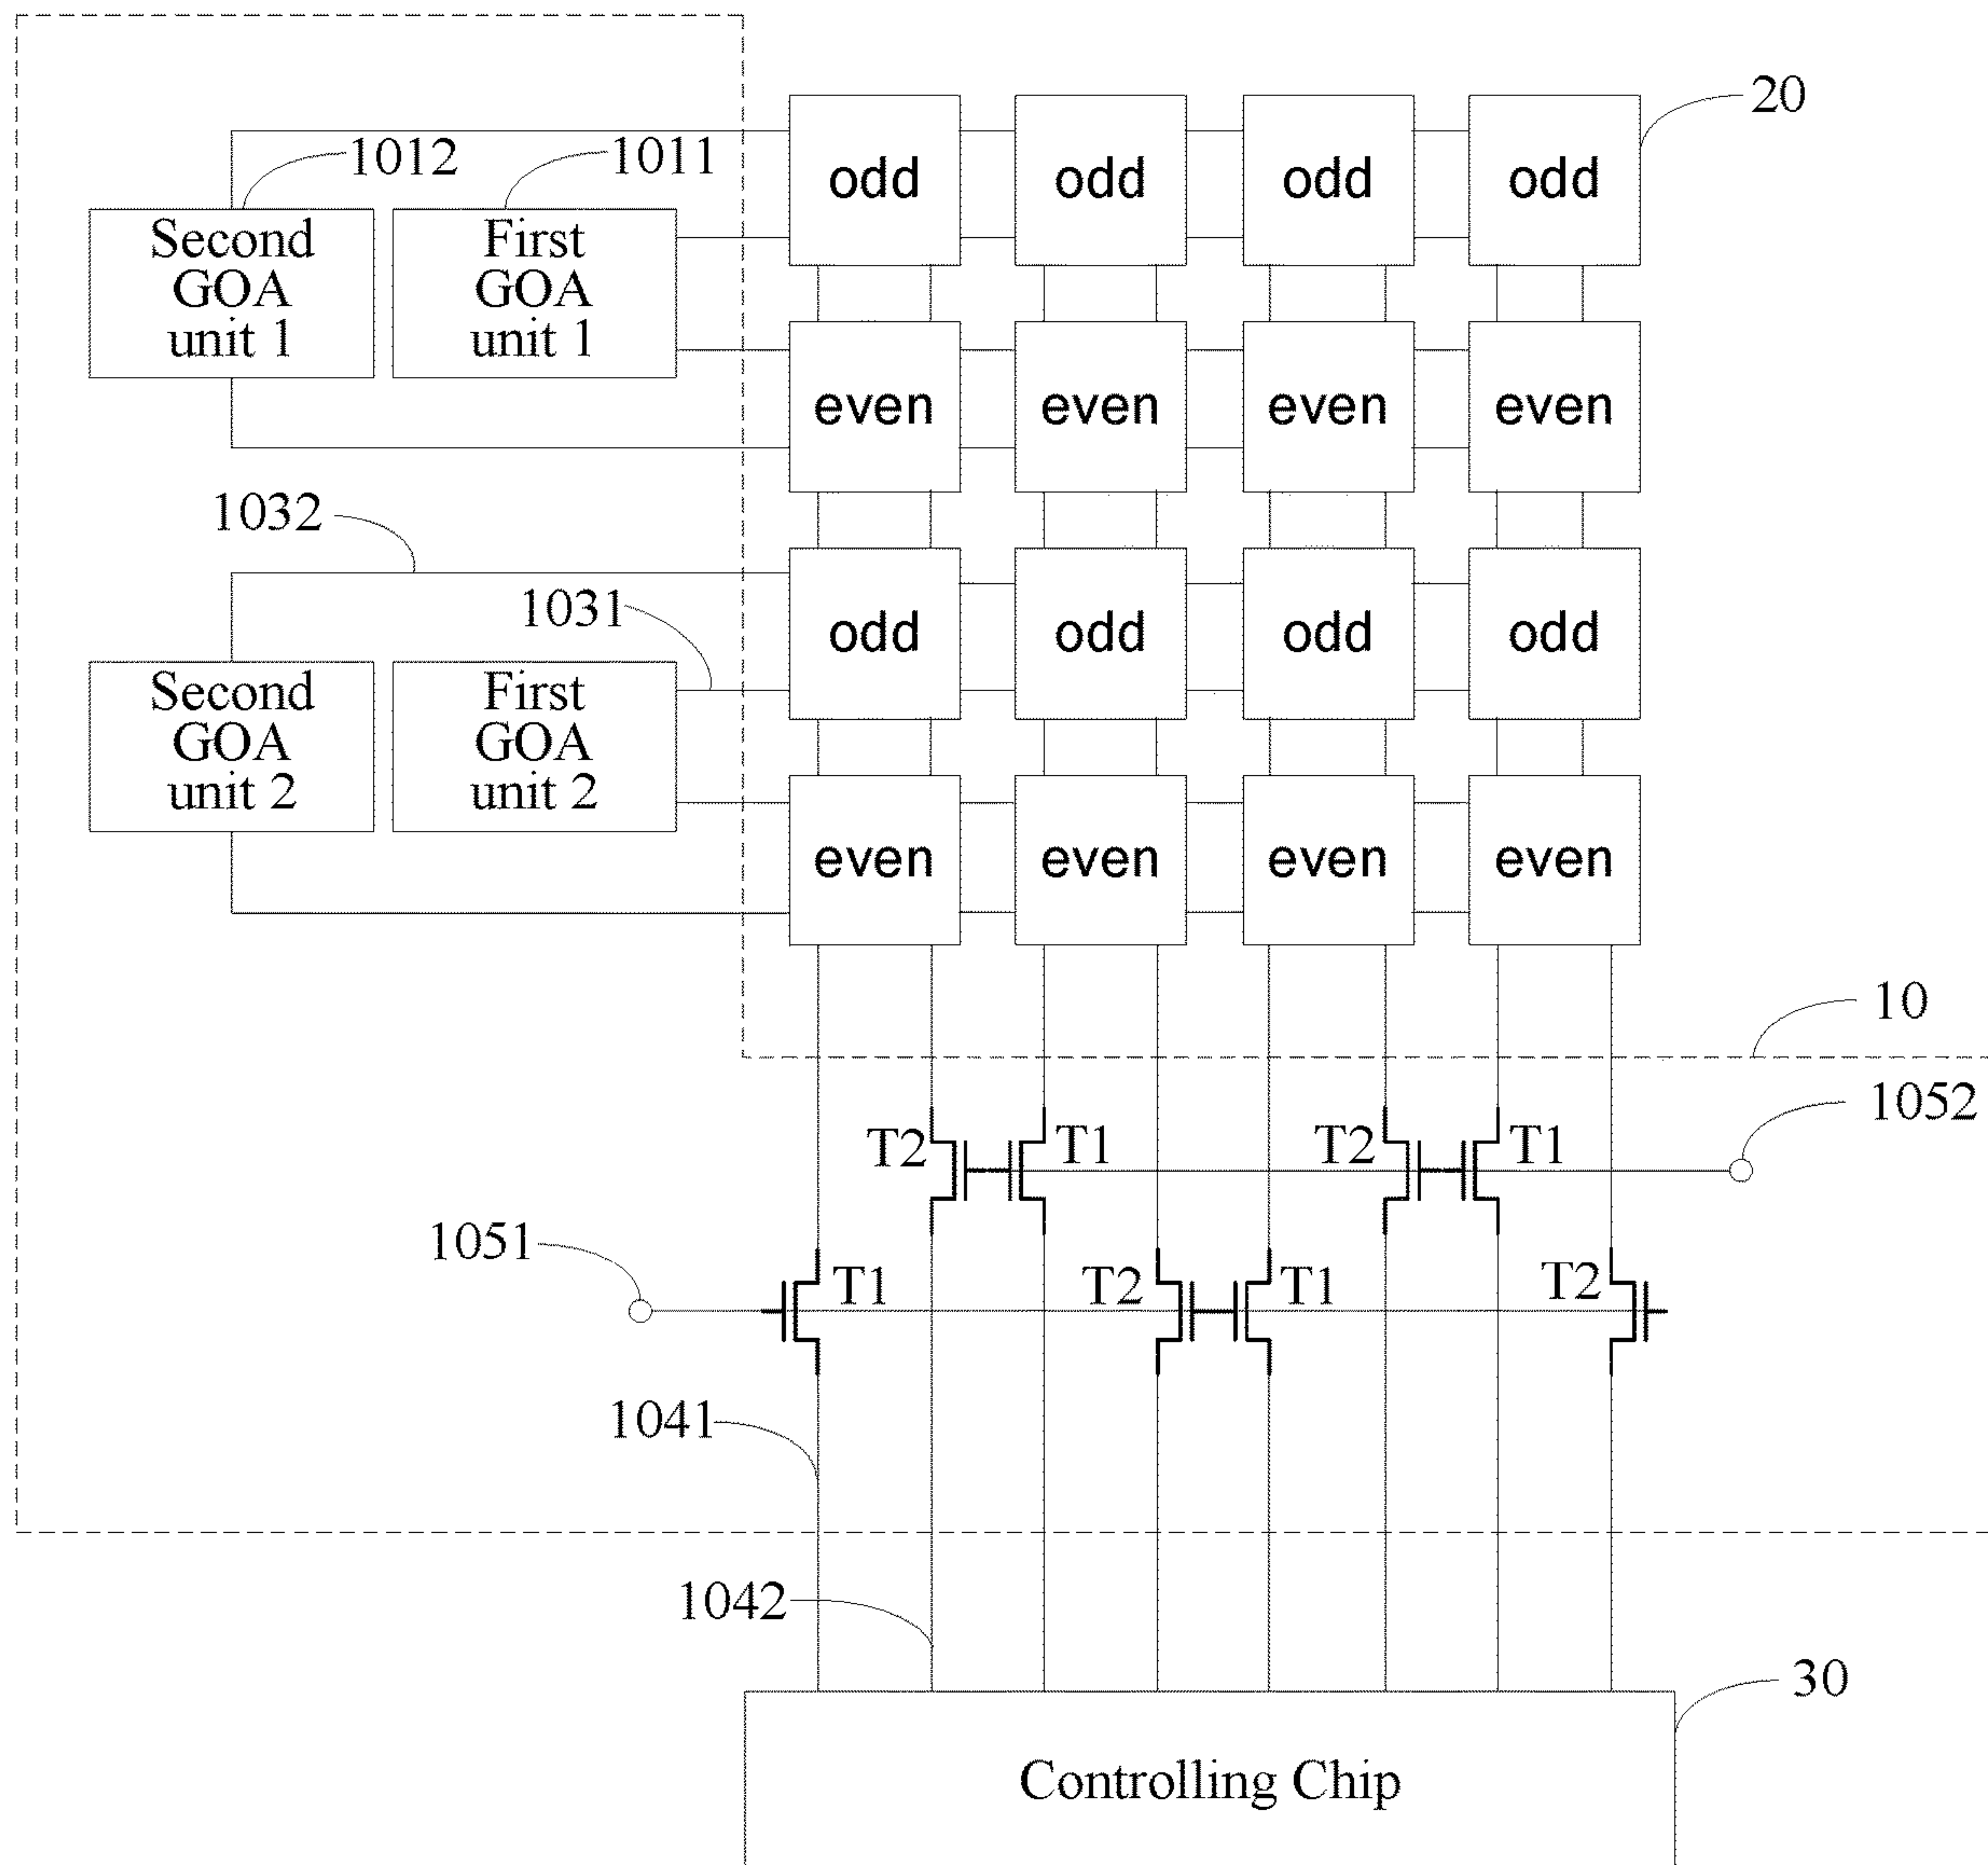 20
odd odd odd odd
1012 1011
Second
GOA
unit 1
First
GOA
unit 1
even even even even
1032
1031
odd odd odd odd
Second
GOA
unit 2
First
GOA
unit 2
even even even even
10
1052
T2 T1 T2 T1
1051
T1 T2 T1 T2
1041
1042
30
Controlling Chip